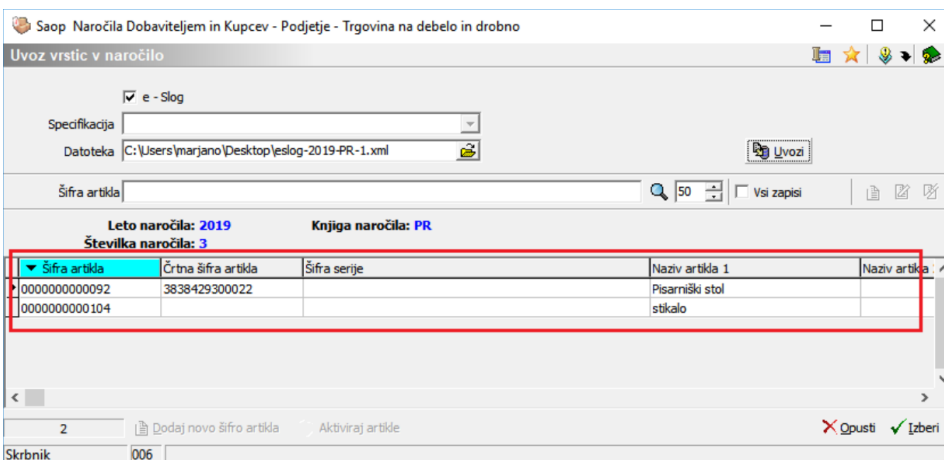 Saop Naročila Dobaviteljem in Kupcev - Podjetje - Trgovina na debelo in drobno
Uvoz vrstic v naročilo
e - Slog
Specifikacija
Datoteka C:\Users\marjano\Desktop\eslog-2019-PR-1.xml Uvozi
Šifra artikla 50 Vsi zapisi
Leto naročila: 2019 Knjiga naročila: PR
Številka naročila: 3
Šifra artikla Črtna šifra artikla Šifra serije Naziv artikla 1 Naziv artikla
0000000000092 3838429300022 Pisarniški stol
0000000000104 stikalo
2 Dodaj novo šifro artikla Aktiviraj artikle Opusti Izberi
Skrbnik 006